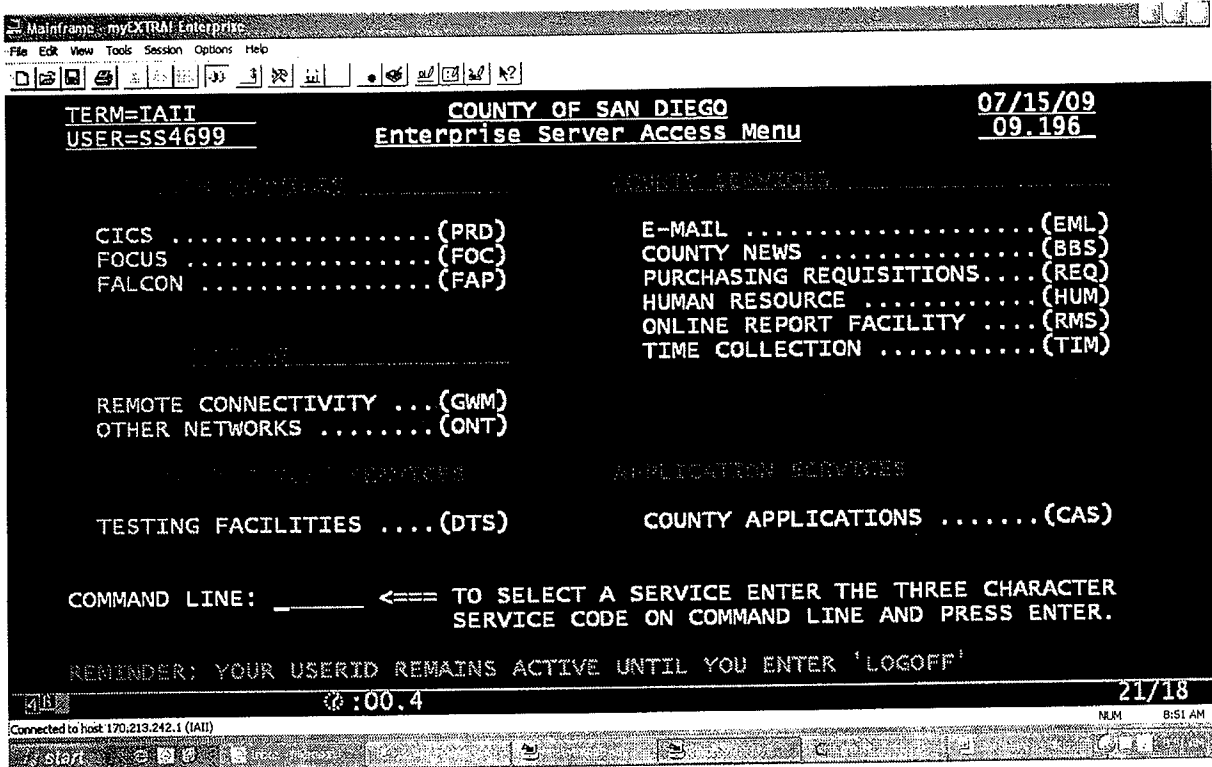 Mainframe - myEXTRA! Enterprise
File Edit View Tools Session Options Help
TERM=IAII COUNTY OF SAN DIEGO 07/15/09
USER=SS4699 Enterprise Server Access Menu 09.196
COUNTY SERVICES
CICS ..................(PRD) E-MAIL ....................(EML)
FOCUS .................(FOC) COUNTY NEWS ...............(BBS)
FALCON ................(FAP) PURCHASING REQUISITIONS....(REQ)
HUMAN RESOURCE ............(HUM)
ONLINE REPORT FACILITY ....(RMS)
TIME COLLECTION ...........(TIM)
REMOTE CONNECTIVITY ...(GWM)
OTHER NETWORKS ........(ONT)
SERVICES APPLICATION SERVICES
TESTING FACILITIES ....(DTS) COUNTY APPLICATIONS .......(CAS)
COMMAND LINE: _______ <=== TO SELECT A SERVICE ENTER THE THREE CHARACTER
SERVICE CODE ON COMMAND LINE AND PRESS ENTER.
REMINDER: YOUR USERID REMAINS ACTIVE UNTIL YOU ENTER 'LOGOFF'
:00.4 21/18
Connected to host 170.213.242.1 (IAII) NUM 8:51 AM
start